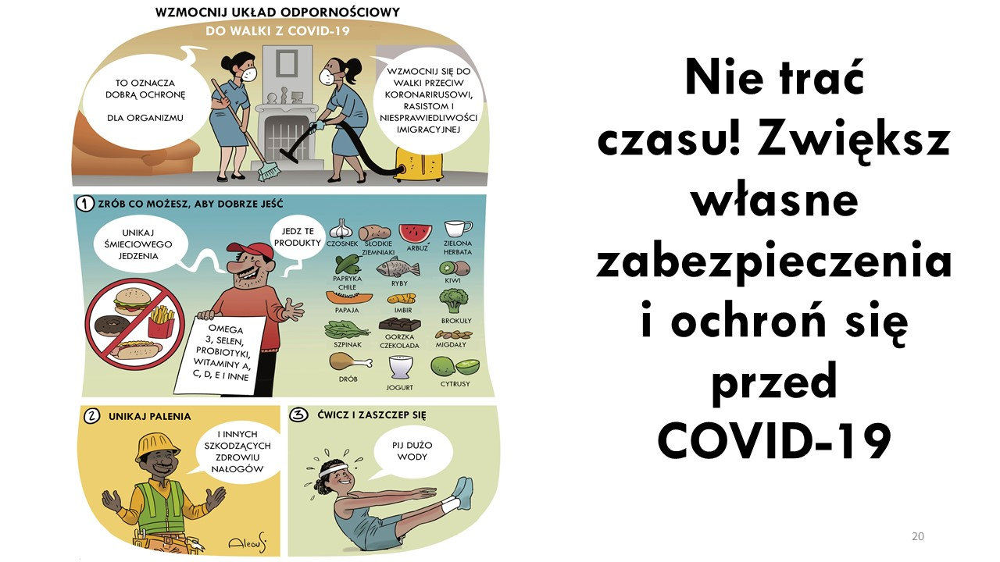 WZMOCNIJ UKŁAD ODPORNOŚCIOWY
DO WALKI Z COVID-19
TO OZNACZA
DOBRĄ OCHRONĘ
DLA ORGANIZMU
WZMOCNIJ SIĘ DO
WALKI PRZECIW
KORONARIRUSOWI,
RASISTOM I
NIESPRAWIEDLIWOŚCI
IMIGRACYJNEJ
1 ZRÓB CO MOŻESZ, ABY DOBRZE JEŚĆ
UNIKAJ
ŚMIECIOWEGO
JEDZENIA
JEDZ TE
PRODUKTY
OMEGA
3, SELEN,
PROBIOTYKI,
WITAMINY A,
C, D, E I INNE
CZOSNEK
SŁODKIE
ZIEMNIAKI
ARBUŹ
ZIELONA
HERBATA
PAPRYKA
CHILE
RYBY
KIWI
PAPAJA
IMBIR
BROKUŁY
SZPINAK
GORZKA
CZEKOLADA
MIGDAŁY
DRÓB
JOGURT
CYTRUSY
2 UNIKAJ PALENIA
I INNYCH
SZKODZĄCYCH
ZDROWIU
NAŁOGÓW
Alecus
3 ĆWICZ I ZASZCZEP SIĘ
PIJ DUŻO
WODY
Nie trać
czasu! Zwiększ
własne
zabezpieczenia
i ochroń się
przed
COVID-19
20